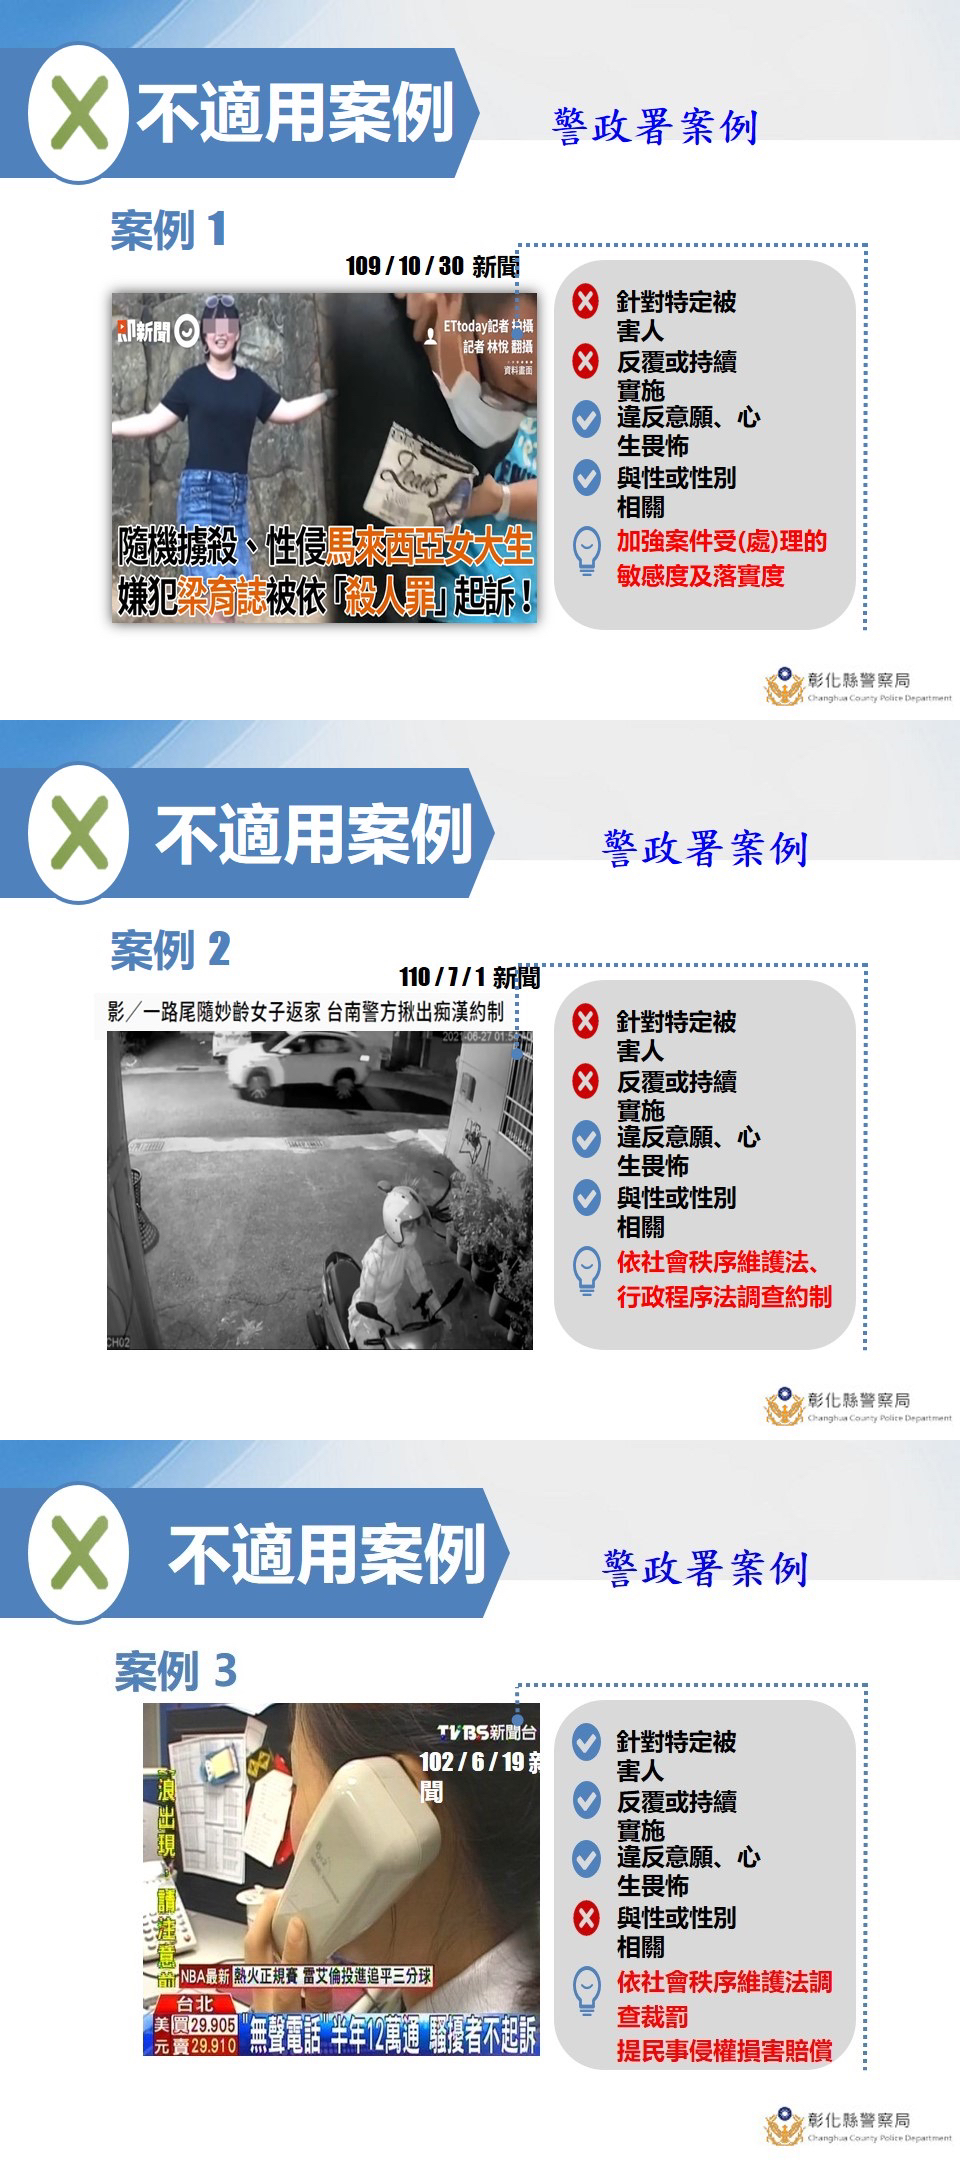 不適用案例
警政署案例
案例 1
109 / 10 / 30 新聞
新聞
ETtoday記者 拍攝
記者 林悅 翻攝
資料畫面
隨機擄殺、性侵馬來西亞女大生
嫌犯梁育誌被依「殺人罪」起訴！
針對特定被
害人
反覆或持續
實施
違反意願、心
生畏怖
與性或性別
相關
加強案件受(處)理的
敏感度及落實度
彰化縣警察局
Changhua County Police Department
不適用案例
警政署案例
案例 2
110 / 7 / 1 新聞
影／一路尾隨妙齡女子返家 台南警方揪出痴漢約制
2021-06-27 01:54
CH02
針對特定被
害人
反覆或持續
實施
違反意願、心
生畏怖
與性或性別
相關
依社會秩序維護法、
行政程序法調查約制
彰化縣警察局
Changhua County Police Department
不適用案例
警政署案例
案例 3
TVBS新聞台
102 / 6 / 19 新
聞
浪出現，請注意前
NBA最新 熱火正規賽 雷艾倫投進追平三分球
台北
美 買 29.905
元 賣 29.910
"無聲電話"半年12萬通 騷擾者不起訴
針對特定被
害人
反覆或持續
實施
違反意願、心
生畏怖
與性或性別
相關
依社會秩序維護法調
查裁罰
提民事侵權損害賠償
彰化縣警察局
Changhua County Police Department